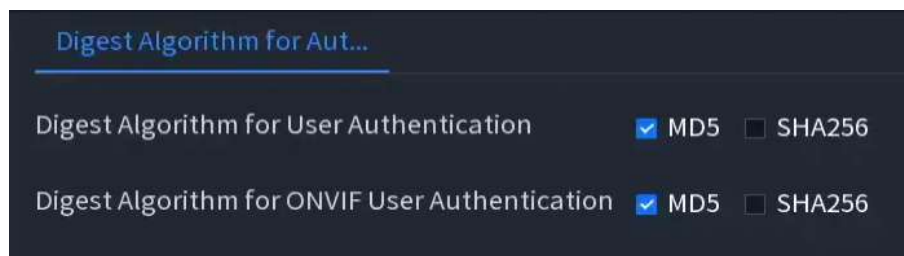 Digest Algorithm for Aut...
Digest Algorithm for User Authentication MD5 SHA256
Digest Algorithm for ONVIF User Authentication MD5 SHA256